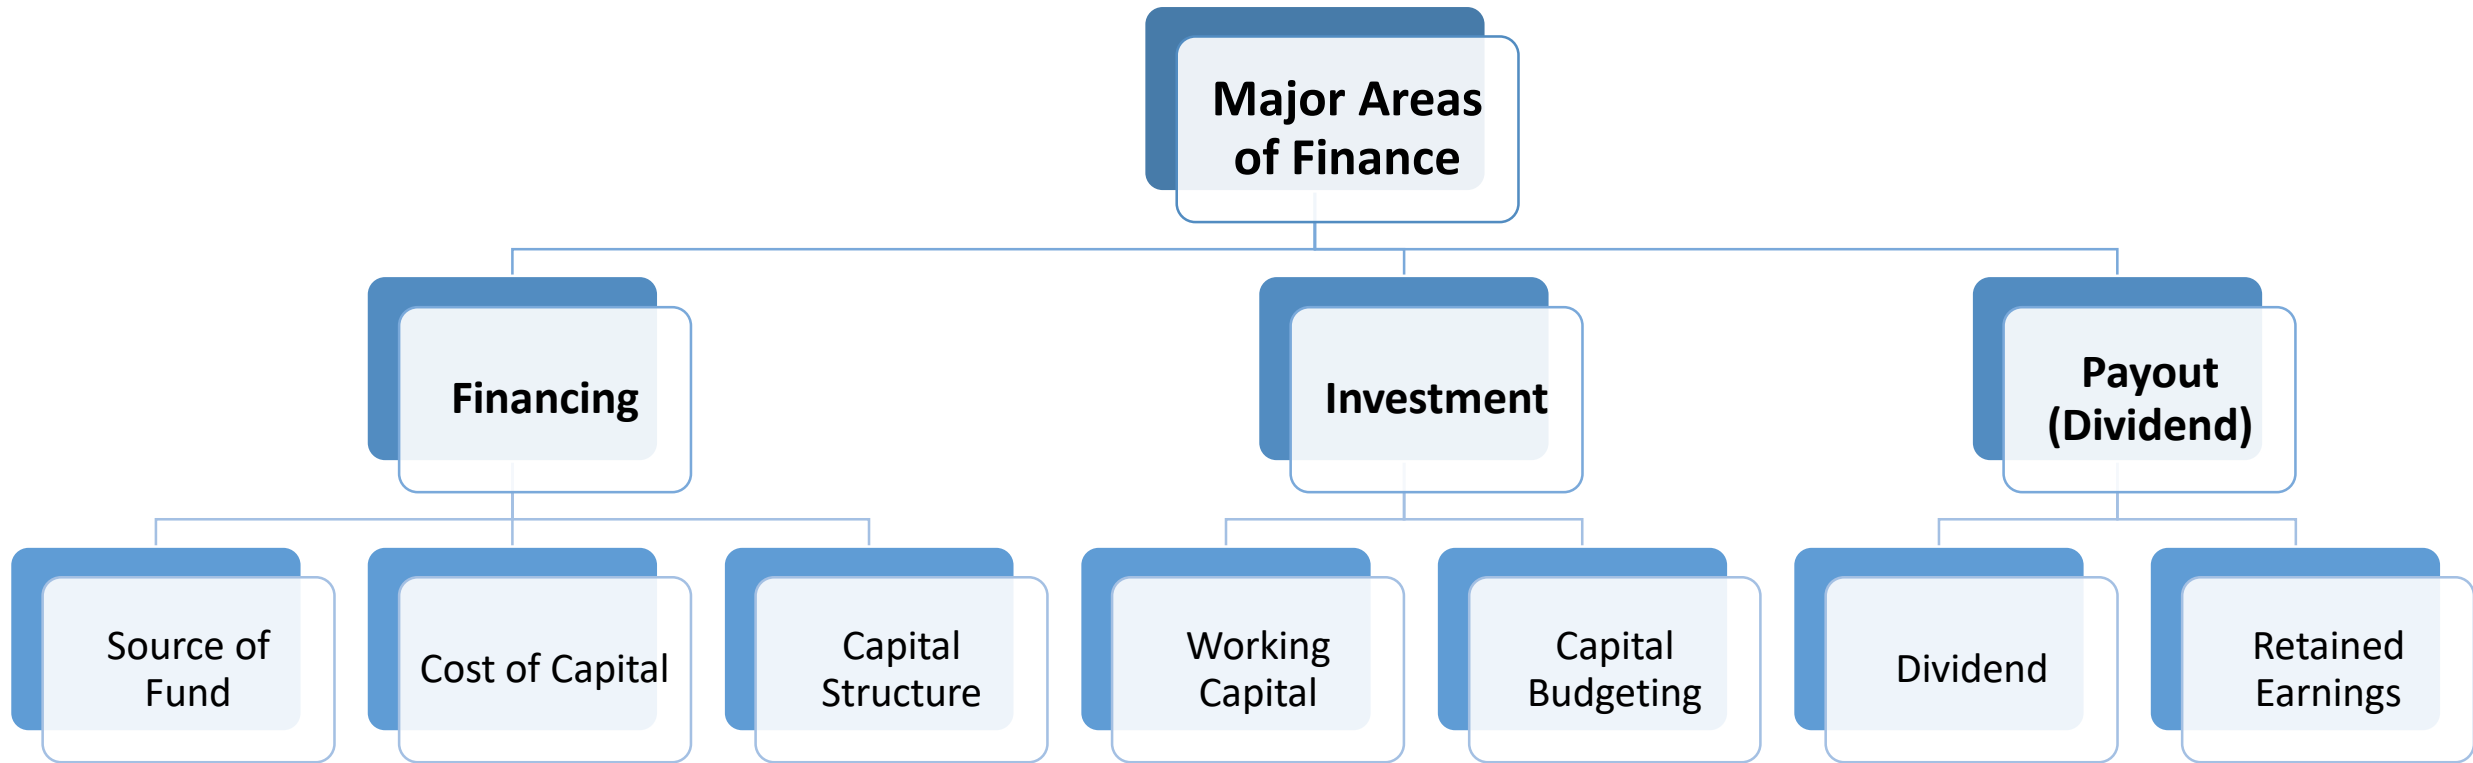 Major Areas
of Finance
Financing
Investment
Payout
(Dividend)
Source of
Fund
Cost of Capital
Capital
Structure
Working
Capital
Capital
Budgeting
Dividend
Retained
Earnings